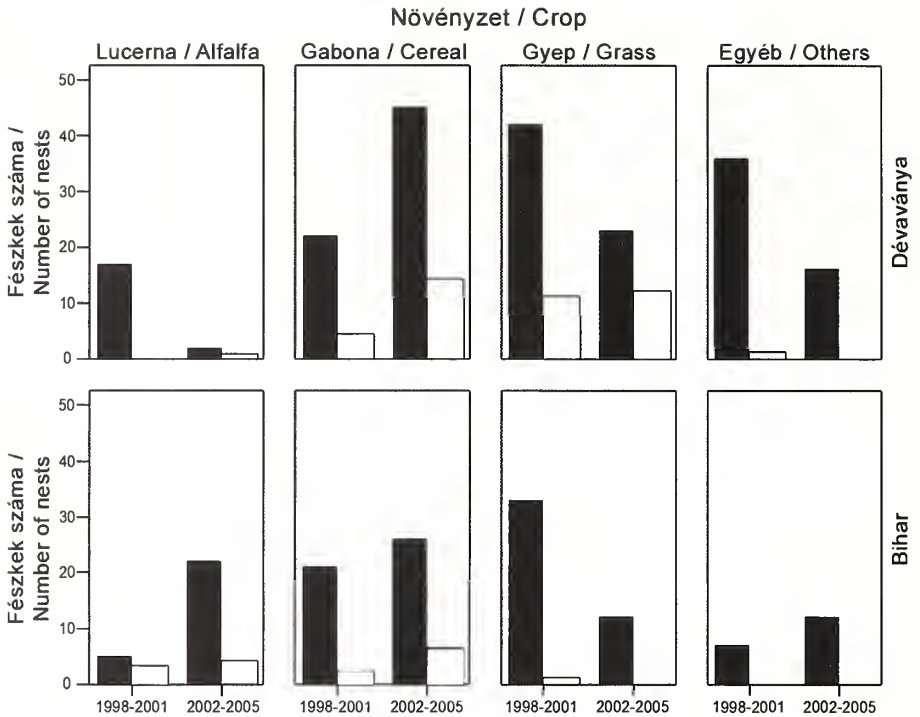 Növényzet / Crop
Lucerna / Alfalfa
Gabona / Cereal
Gyep / Grass
Egyéb / Others
Fészkek száma /
Number of nests
50
40
30
20
10
0
Dévaványa
Fészkek száma /
Number of nests
50
40
30
20
10
0
Bihar
1998-2001
2002-2005
1998-2001
2002-2005
1998-2001
2002-2005
1998-2001
2002-2005